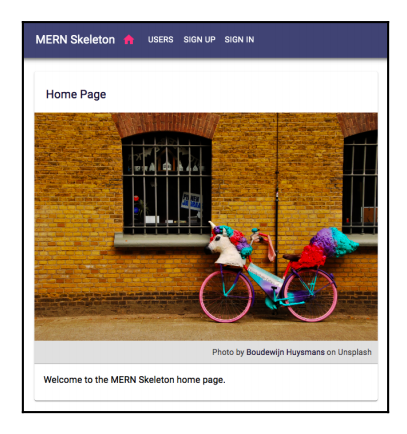 MERN Skeleton USERS SIGN UP SIGN IN
Home Page
Photo by Boudewijn Huysmans on Unsplash
Welcome to the MERN Skeleton home page.